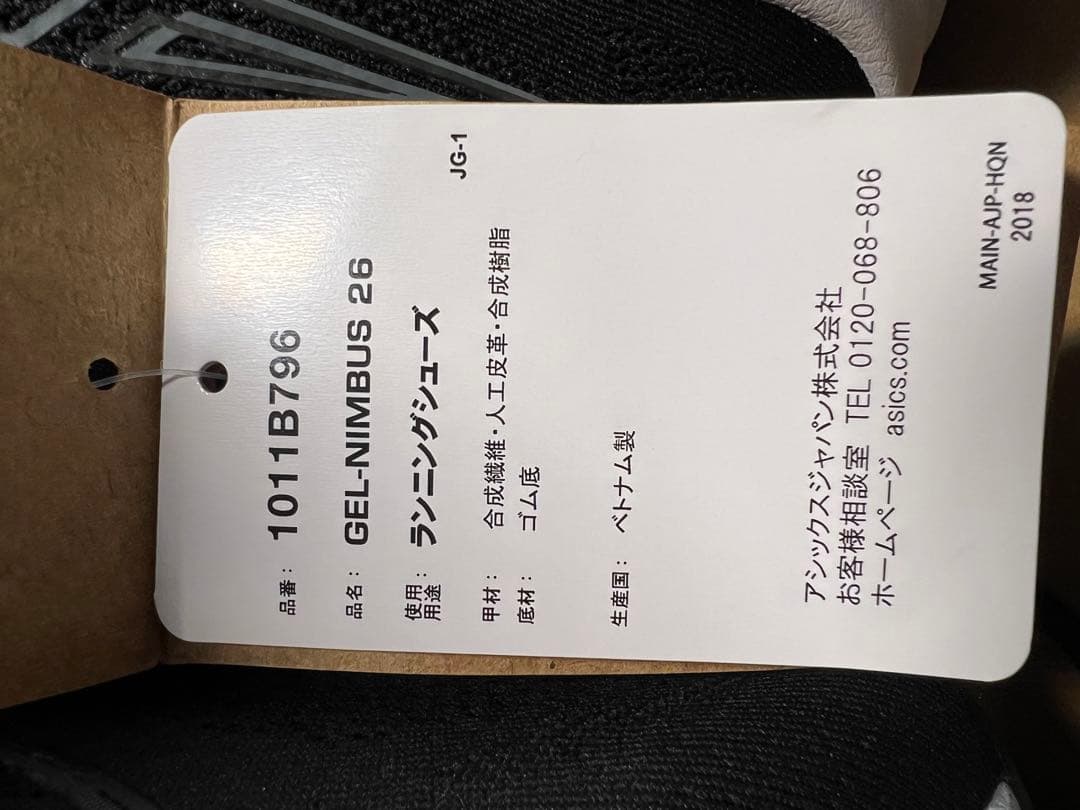 品番： 1011B796
品名： GEL-NIMBUS 26
使用
用途： ランニングシューズ
JG-1
甲材： 合成繊維・人工皮革・合成樹脂
底材： ゴム底
生産国： ベトナム製
アシックスジャパン株式会社
お客様相談室 TEL 0120-068-806
ホームページ asics.com
MAIN-AJP-HQN
2018